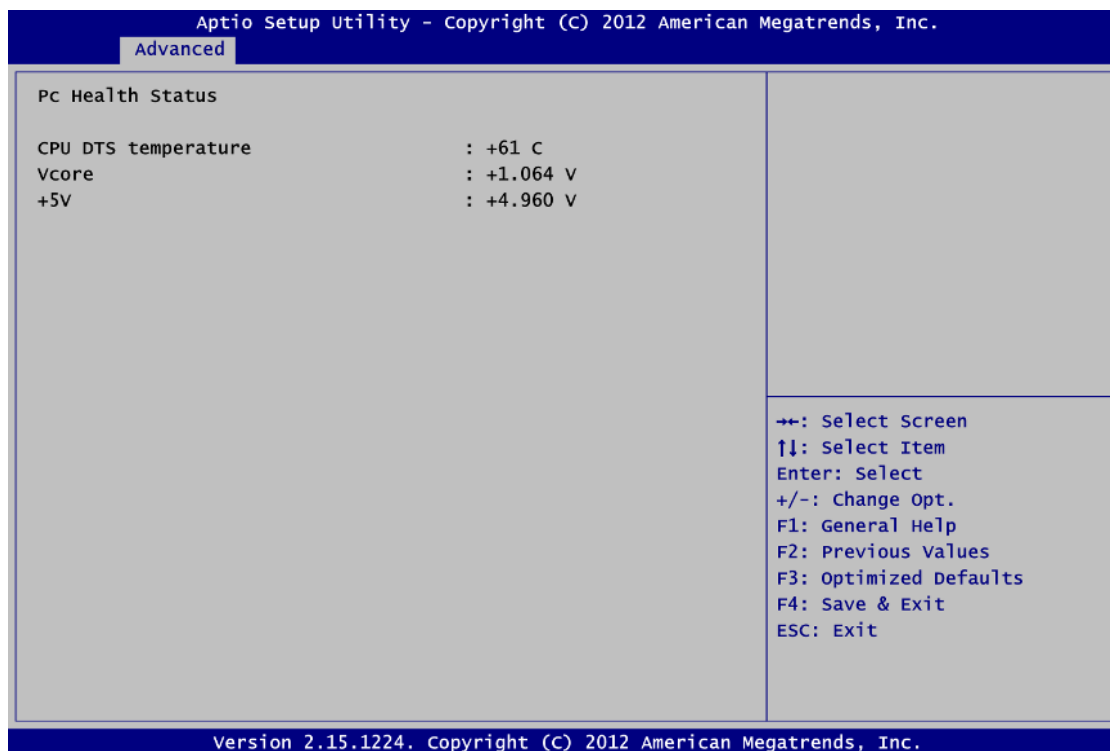 Aptio Setup Utility - Copyright (C) 2012 American Megatrends, Inc.
Advanced
Pc Health Status
CPU DTS temperature : +61 C
Vcore : +1.064 V
+5V : +4.960 V
→←: Select Screen
↑↓: Select Item
Enter: Select
+/-: Change Opt.
F1: General Help
F2: Previous Values
F3: Optimized Defaults
F4: Save & Exit
ESC: Exit
Version 2.15.1224. Copyright (C) 2012 American Megatrends, Inc.